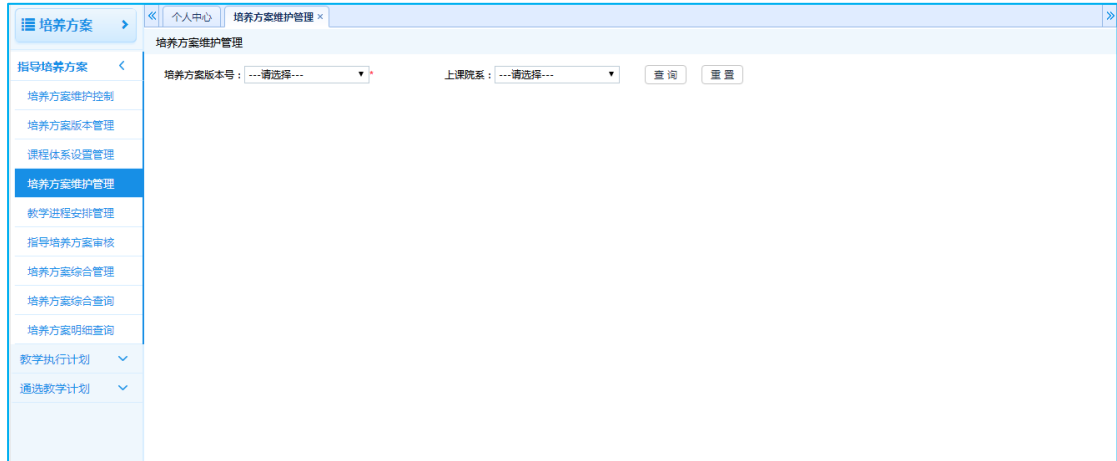 培养方案
个人中心 培养方案维护管理 ×
培养方案维护管理
指导培养方案
培养方案版本号：---请选择--- * 上课院系：---请选择--- 查 询 重 置
培养方案维护控制
培养方案版本管理
课程体系设置管理
培养方案维护管理
教学进程安排管理
指导培养方案审核
培养方案综合管理
培养方案综合查询
培养方案明细查询
教学执行计划
通选教学计划